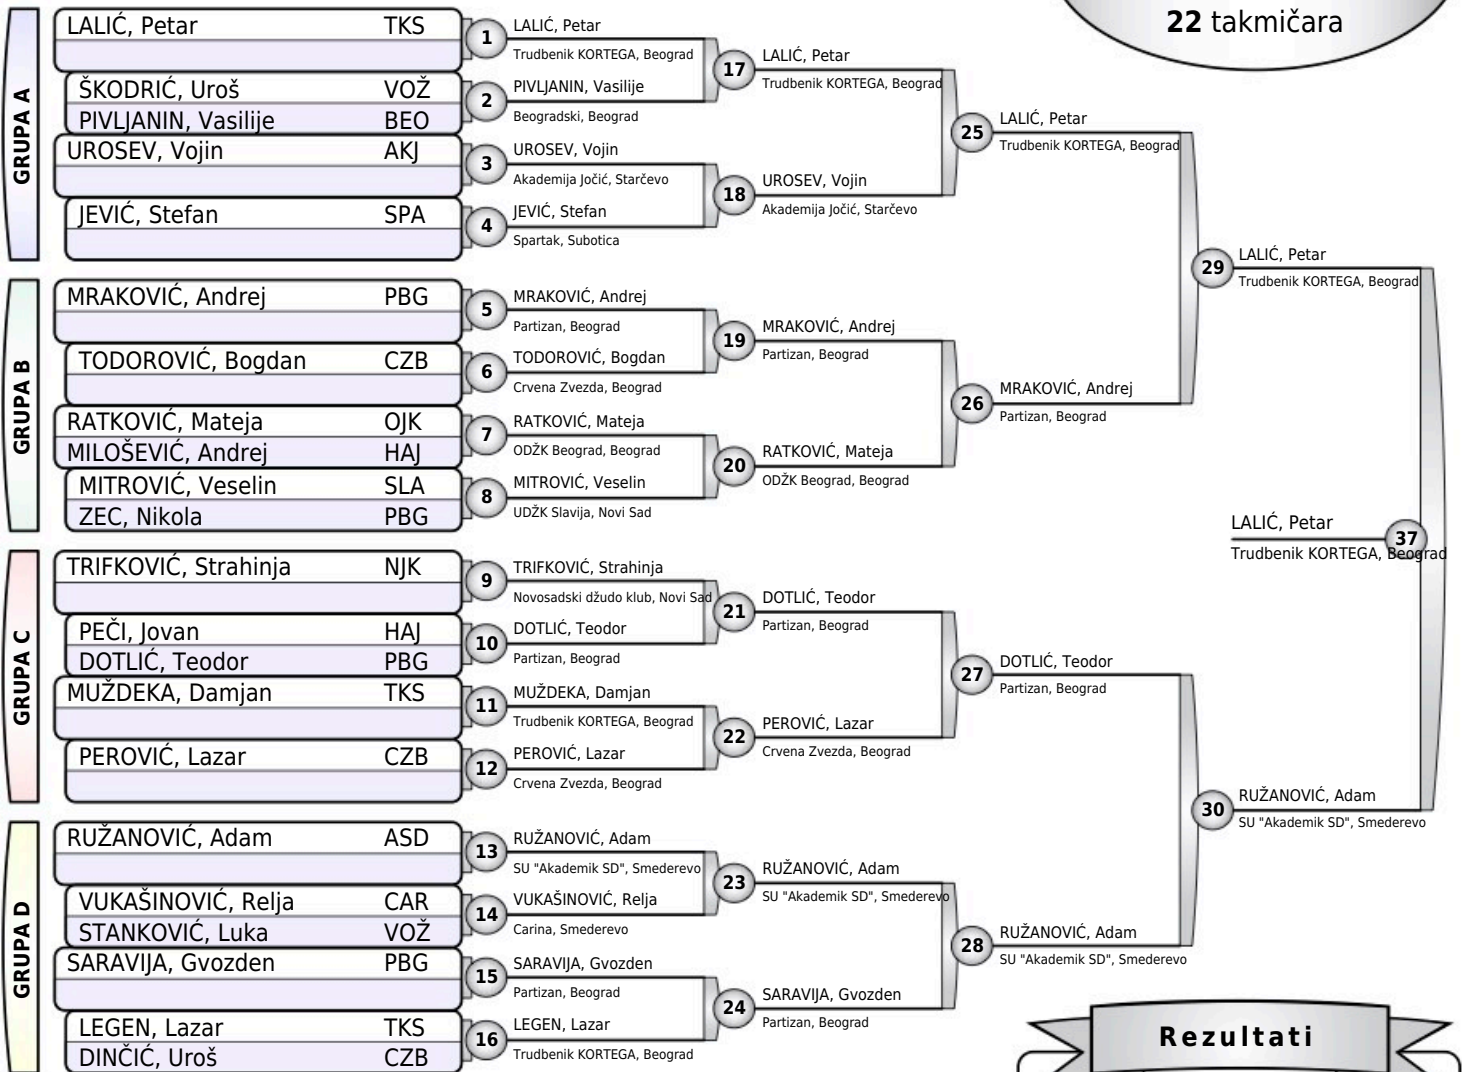 22 takmičara
GRUPA A
LALIĆ, Petar TKS
ŠKODRIĆ, Uroš VOŽ
PIVLJANIN, Vasilije BEO
UROSEV, Vojin AKJ
JEVIĆ, Stefan SPA
GRUPA B
MRAKOVIĆ, Andrej PBG
TODOROVIĆ, Bogdan CZB
RATKOVIĆ, Mateja OJK
MILOŠEVIĆ, Andrej HAJ
MITROVIĆ, Veselin SLA
ZEC, Nikola PBG
GRUPA C
TRIFKOVIĆ, Strahinja NJK
PEČI, Jovan HAJ
DOTLIĆ, Teodor PBG
MUŽDEKA, Damjan TKS
PEROVIĆ, Lazar CZB
GRUPA D
RUŽANOVIĆ, Adam ASD
VUKAŠINOVIĆ, Relja CAR
STANKOVIĆ, Luka VOŽ
SARAVIJA, Gvozden PBG
LEGEN, Lazar TKS
DINČIĆ, Uroš CZB
1 LALIĆ, Petar
Trudbenik KORTEGA, Beograd
2 PIVLJANIN, Vasilije
Beogradski, Beograd
3 UROSEV, Vojin
Akademija Jočić, Starčevo
4 JEVIĆ, Stefan
Spartak, Subotica
5 MRAKOVIĆ, Andrej
Partizan, Beograd
6 TODOROVIĆ, Bogdan
Crvena Zvezda, Beograd
7 RATKOVIĆ, Mateja
ODŽK Beograd, Beograd
8 MITROVIĆ, Veselin
UDŽK Slavija, Novi Sad
9 TRIFKOVIĆ, Strahinja
Novosadski džudo klub, Novi Sad
10 DOTLIĆ, Teodor
Partizan, Beograd
11 MUŽDEKA, Damjan
Trudbenik KORTEGA, Beograd
12 PEROVIĆ, Lazar
Crvena Zvezda, Beograd
13 RUŽANOVIĆ, Adam
SU "Akademik SD", Smederevo
14 VUKAŠINOVIĆ, Relja
Carina, Smederevo
15 SARAVIJA, Gvozden
Partizan, Beograd
16 LEGEN, Lazar
Trudbenik KORTEGA, Beograd
17 LALIĆ, Petar
Trudbenik KORTEGA, Beograd
18 UROSEV, Vojin
Akademija Jočić, Starčevo
19 MRAKOVIĆ, Andrej
Partizan, Beograd
20 RATKOVIĆ, Mateja
ODŽK Beograd, Beograd
21 DOTLIĆ, Teodor
Partizan, Beograd
22 PEROVIĆ, Lazar
Crvena Zvezda, Beograd
23 RUŽANOVIĆ, Adam
SU "Akademik SD", Smederevo
24 SARAVIJA, Gvozden
Partizan, Beograd
25 LALIĆ, Petar
Trudbenik KORTEGA, Beograd
26 MRAKOVIĆ, Andrej
Partizan, Beograd
27 DOTLIĆ, Teodor
Partizan, Beograd
28 RUŽANOVIĆ, Adam
SU "Akademik SD", Smederevo
29 LALIĆ, Petar
Trudbenik KORTEGA, Beograd
30 RUŽANOVIĆ, Adam
SU "Akademik SD", Smederevo
LALIĆ, Petar 37
Trudbenik KORTEGA, Beograd
Rezultati